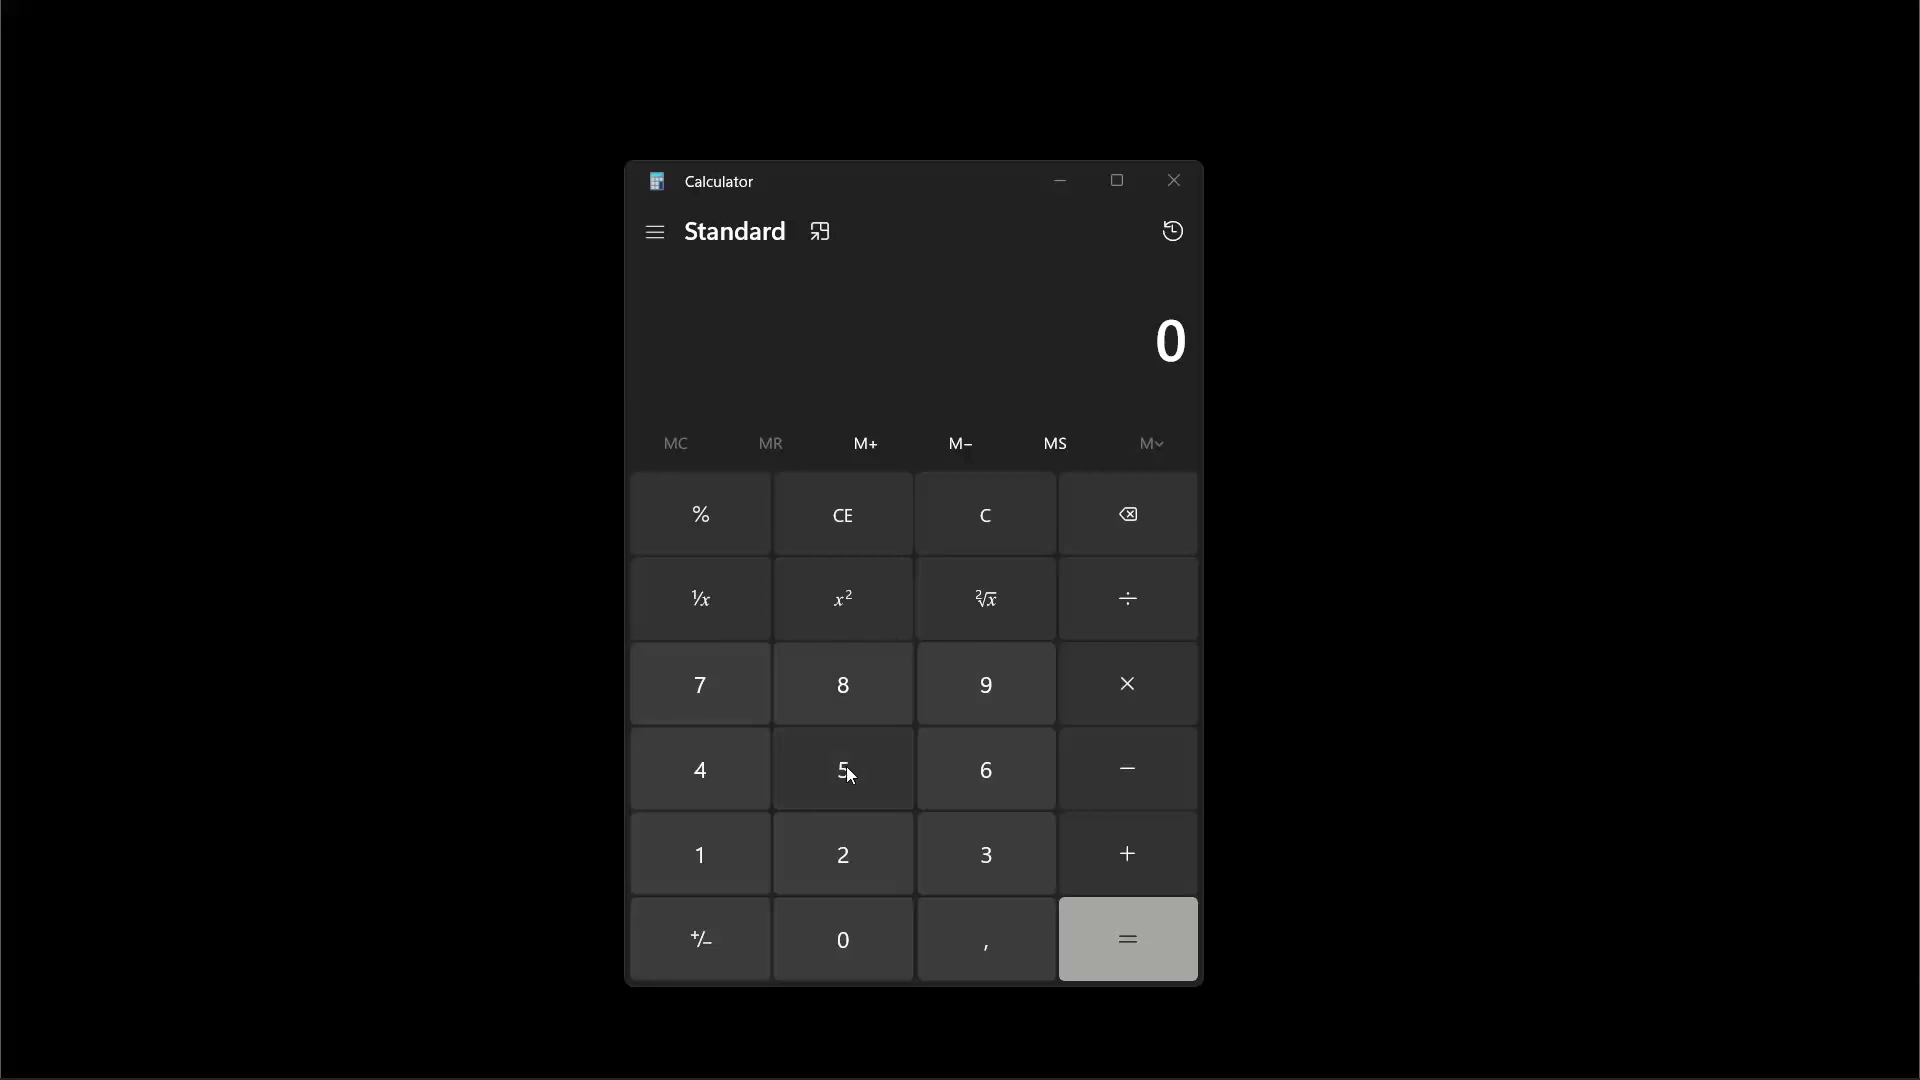 Calculator
Standard
0
MC MR M+ M− MS M
% CE C
¹/x x² ²√x ÷
7 8 9 ×
4 5 6 −
1 2 3 +
+/− 0 , =